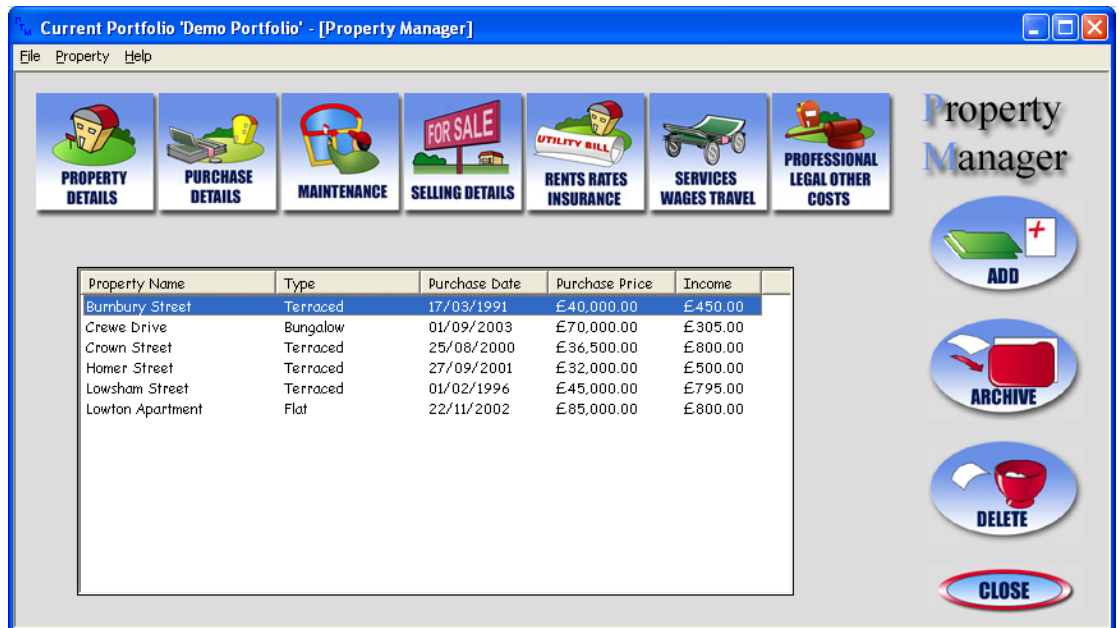 Current Portfolio 'Demo Portfolio' - [Property Manager]
File Property Help
PROPERTY DETAILS
PURCHASE DETAILS
MAINTENANCE
FOR SALE
SELLING DETAILS
UTILITY BILL
RENTS RATES INSURANCE
SERVICES WAGES TRAVEL
PROFESSIONAL LEGAL OTHER COSTS
Property
Manager
Property Name Type Purchase Date Purchase Price Income
Burnbury Street Terraced 17/03/1991 £40,000.00 £450.00
Crewe Drive Bungalow 01/09/2003 £70,000.00 £305.00
Crown Street Terraced 25/08/2000 £36,500.00 £800.00
Homer Street Terraced 27/09/2001 £32,000.00 £500.00
Lowsham Street Terraced 01/02/1996 £45,000.00 £795.00
Lowton Apartment Flat 22/11/2002 £85,000.00 £800.00
ADD
ARCHIVE
DELETE
CLOSE